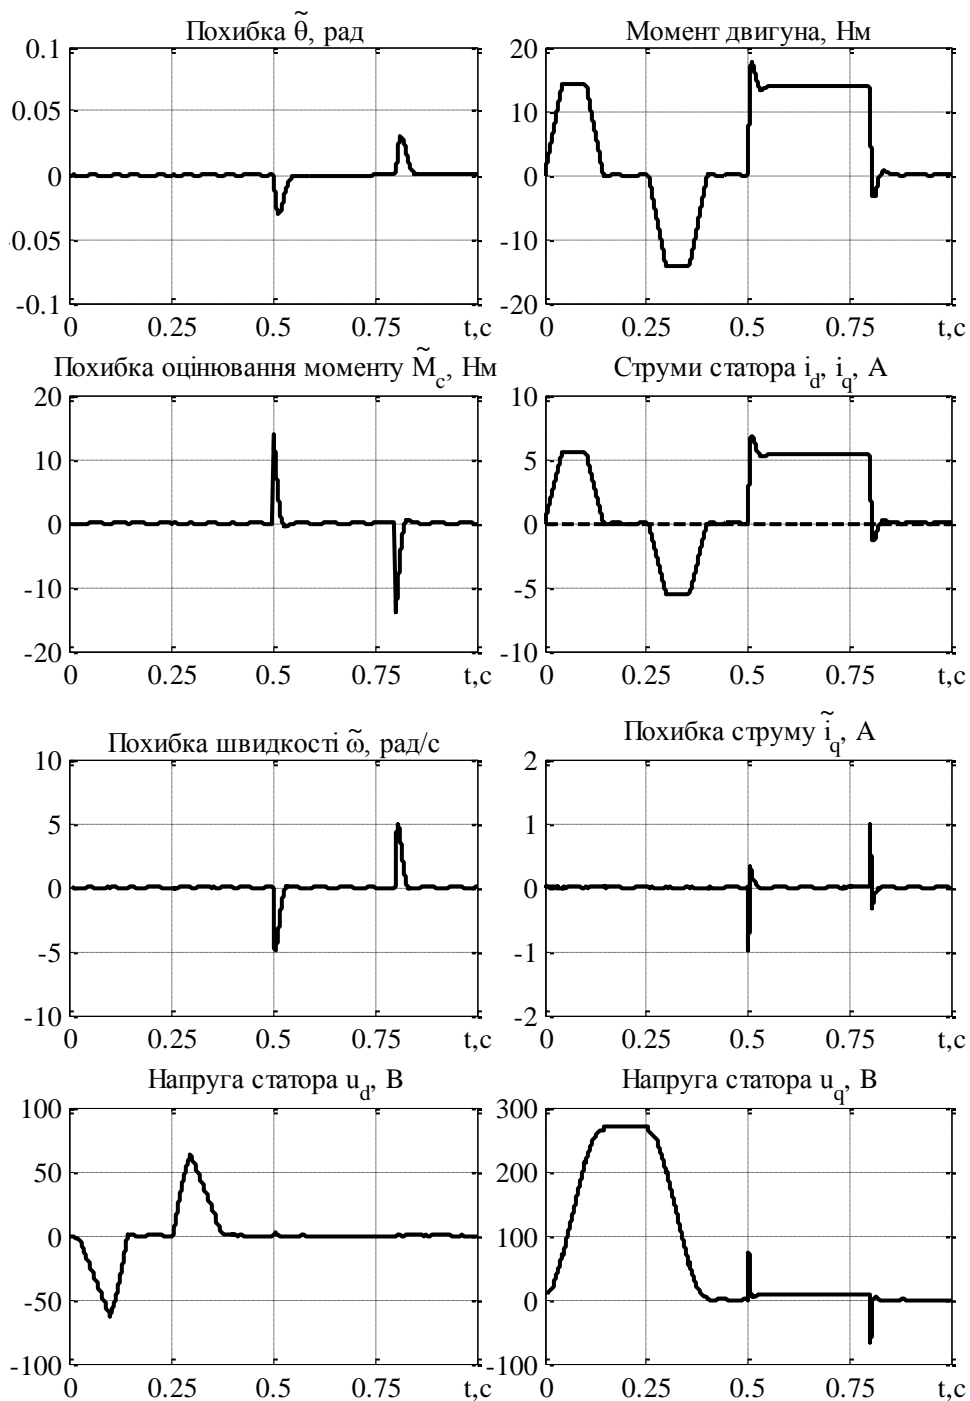 Похибка θ̃, рад
0.1
0.05
0
0.05
-0.1
0 0.25 0.5 0.75 t,c
Момент двигуна, Нм
20
10
0
-10
-20
0 0.25 0.5 0.75 t,c
Похибка оцінювання моменту M̃c, Нм
20
10
0
-10
-20
0 0.25 0.5 0.75 t,c
Струми статора id, iq, А
10
5
0
-5
-10
0 0.25 0.5 0.75 t,c
Похибка швидкості ω̃, рад/с
10
5
0
-5
-10
0 0.25 0.5 0.75 t,c
Похибка струму ĩq, А
2
1
0
-1
-2
0 0.25 0.5 0.75 t,c
Напруга статора ud, В
100
50
0
-50
-100
0 0.25 0.5 0.75 t,c
Напруга статора uq, В
300
200
100
0
-100
0 0.25 0.5 0.75 t,c